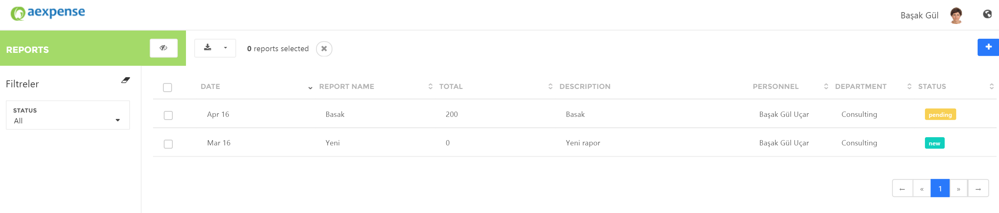 aexpense
Başak Gül
REPORTS
0 reports selected
Filtreler
STATUS
All
DATE REPORT NAME TOTAL DESCRIPTION PERSONNEL DEPARTMENT STATUS
Apr 16 Basak 200 Basak Başak Gül Uçar Consulting pending
Mar 16 Yeni 0 Yeni rapor Başak Gül Uçar Consulting new
← « 1 » →